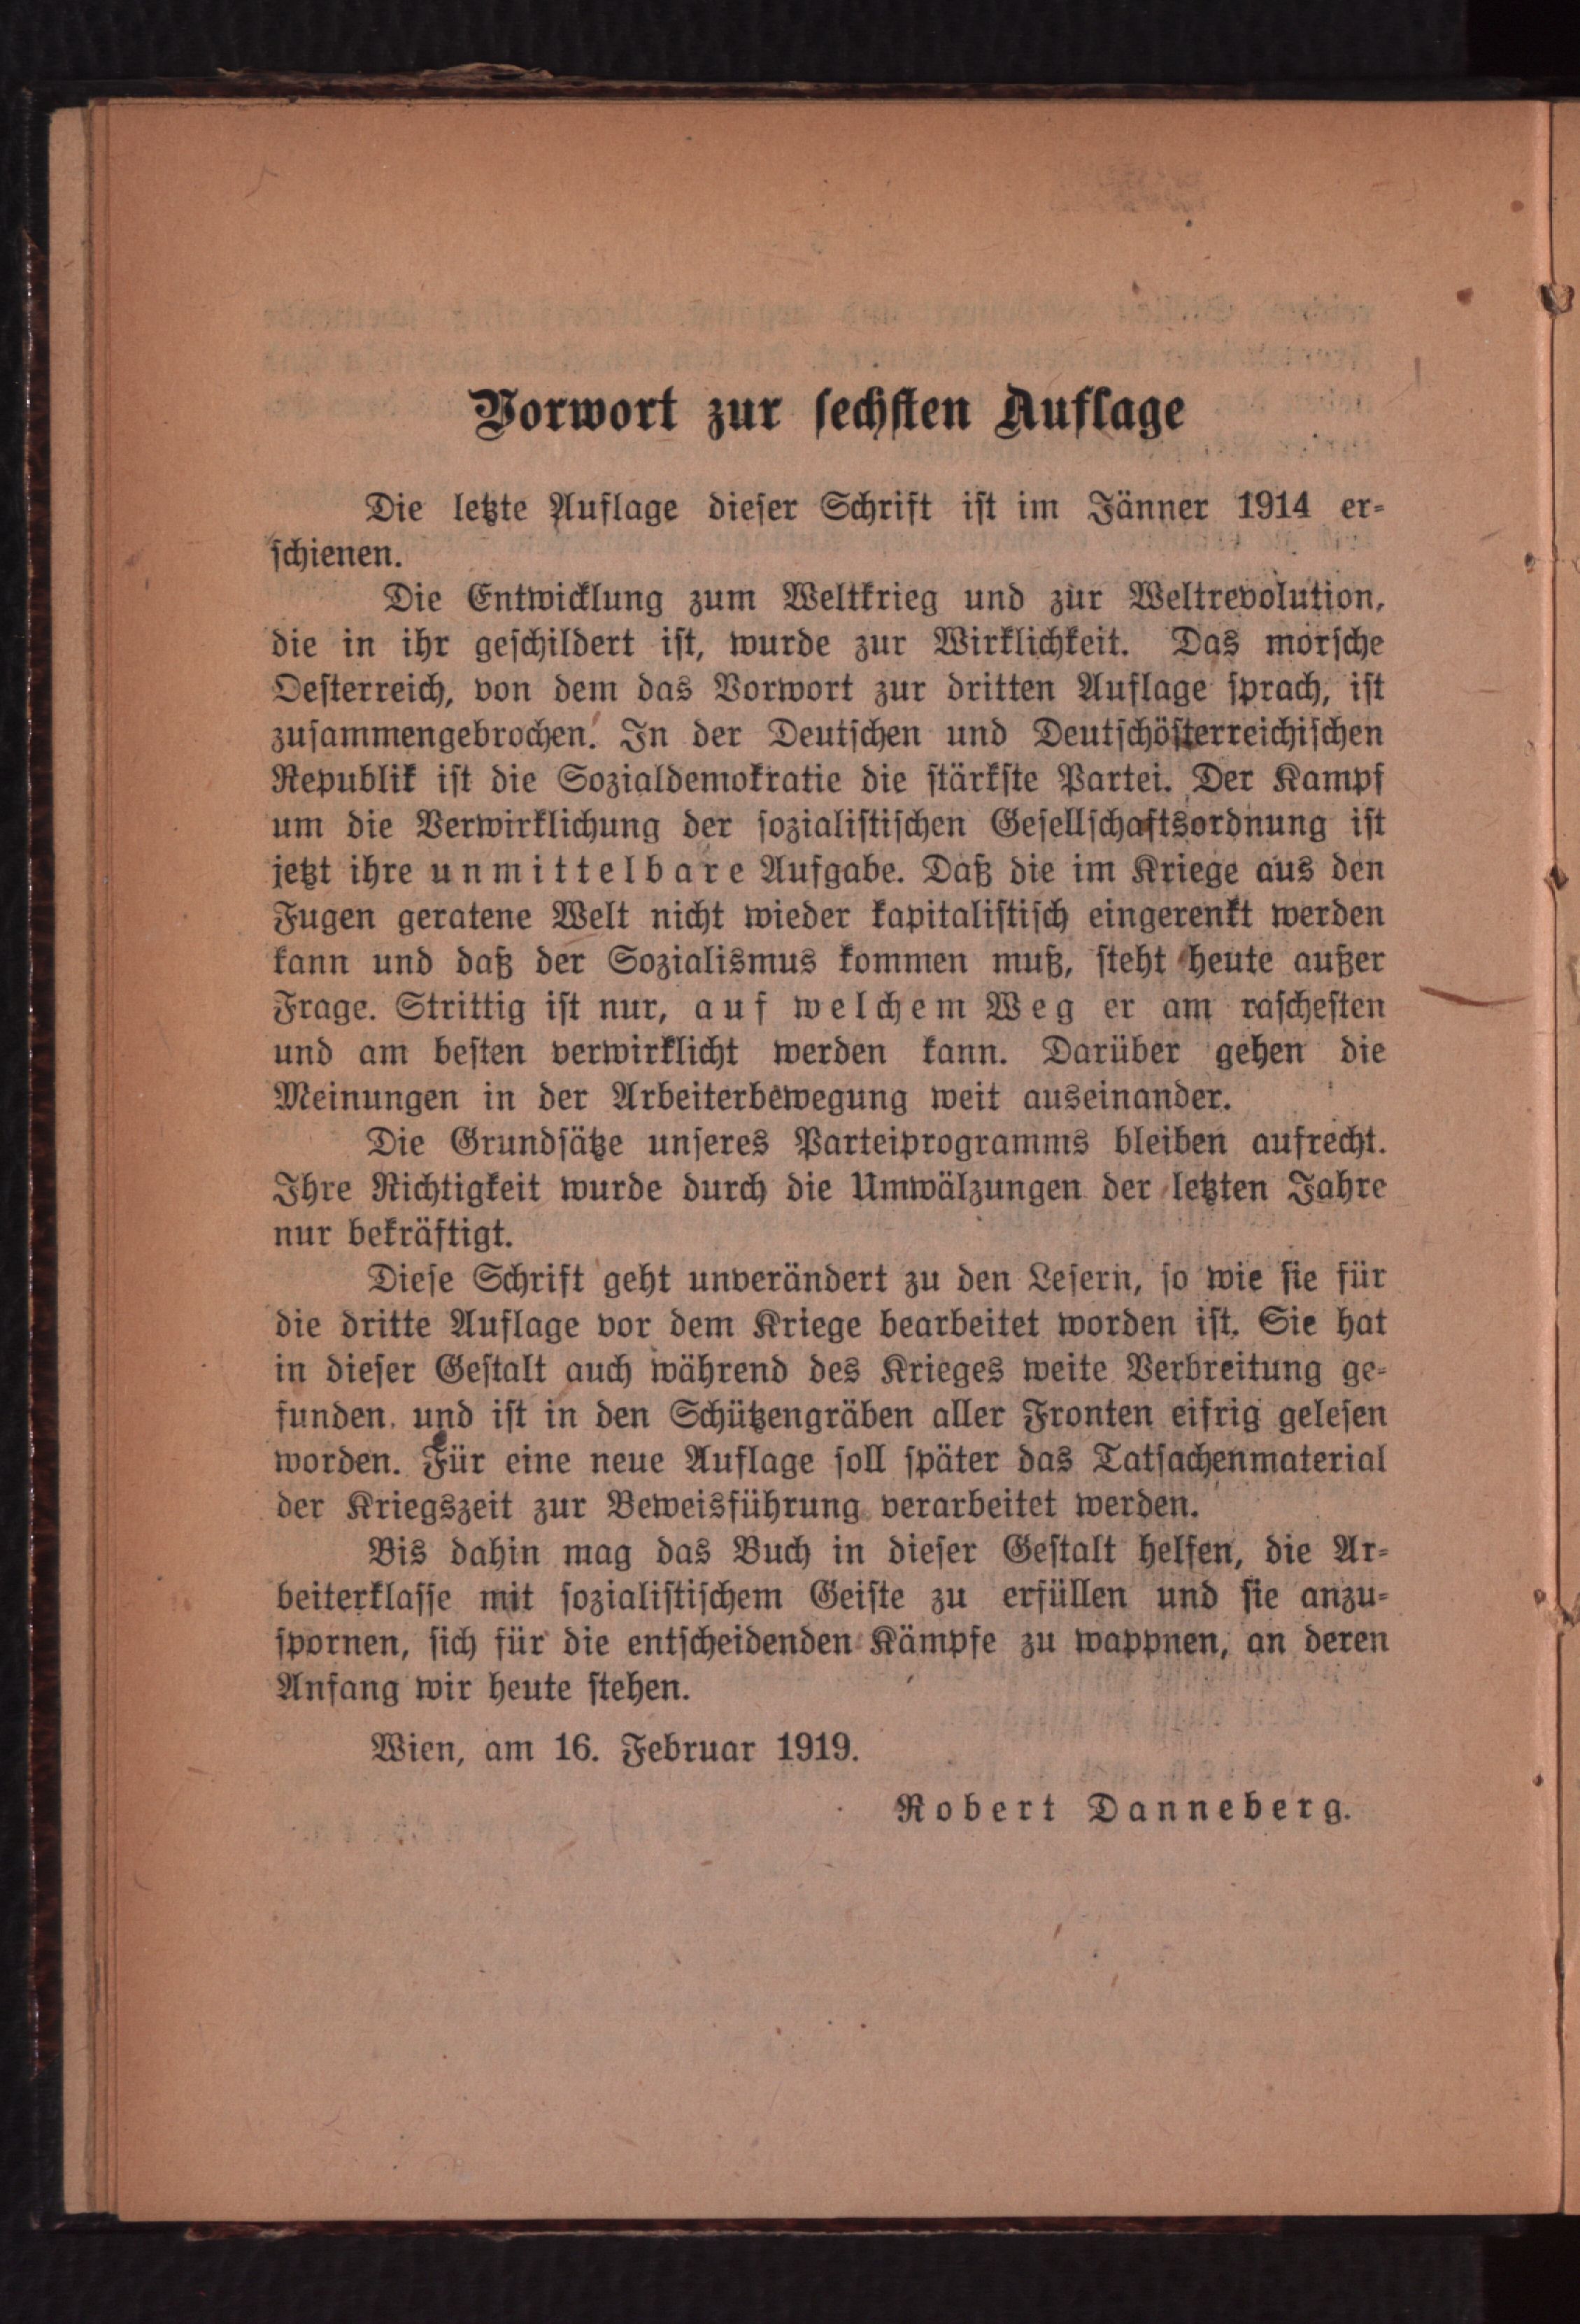 Vorwort zur sechsten Auflage
Die letzte Auflage dieser Schrift ist im Jänner 1914 er-
schienen.
Die Entwicklung zum Weltkrieg und zur Weltrevolution,
die in ihr geschildert ist, wurde zur Wirklichkeit. Das morsche
Oesterreich, von dem das Vorwort zur dritten Auflage sprach, ist
zusammengebrochen. In der Deutschen und Deutschösterreichischen
Republik ist die Sozialdemokratie die stärkste Partei. Der Kampf
um die Verwirklichung der sozialistischen Gesellschaftsordnung ist
jetzt ihre unmittelbare Aufgabe. Daß die im Kriege aus den
Fugen geratene Welt nicht wieder kapitalistisch eingerenkt werden
kann und daß der Sozialismus kommen muß, steht heute außer
Frage. Strittig ist nur, auf welchem Weg er am raschesten
und am besten verwirklicht werden kann. Darüber gehen die
Meinungen in der Arbeiterbewegung weit auseinander.
Die Grundsätze unseres Parteiprogramms bleiben aufrecht.
Ihre Richtigkeit wurde durch die Umwälzungen der letzten Jahre
nur bekräftigt.
Diese Schrift geht unverändert zu den Lesern, so wie sie für
die dritte Auflage vor dem Kriege bearbeitet worden ist. Sie hat
in dieser Gestalt auch während des Krieges weite Verbreitung ge-
funden und ist in den Schützengräben aller Fronten eifrig gelesen
worden. Für eine neue Auflage soll später das Tatsachenmaterial
der Kriegszeit zur Beweisführung verarbeitet werden.
Bis dahin mag das Buch in dieser Gestalt helfen, die Ar-
beiterklasse mit sozialistischem Geiste zu erfüllen und sie anzu-
spornen, sich für die entscheidenden Kämpfe zu wappnen, an deren
Anfang wir heute stehen.
Wien, am 16. Februar 1919.
Robert Danneberg.